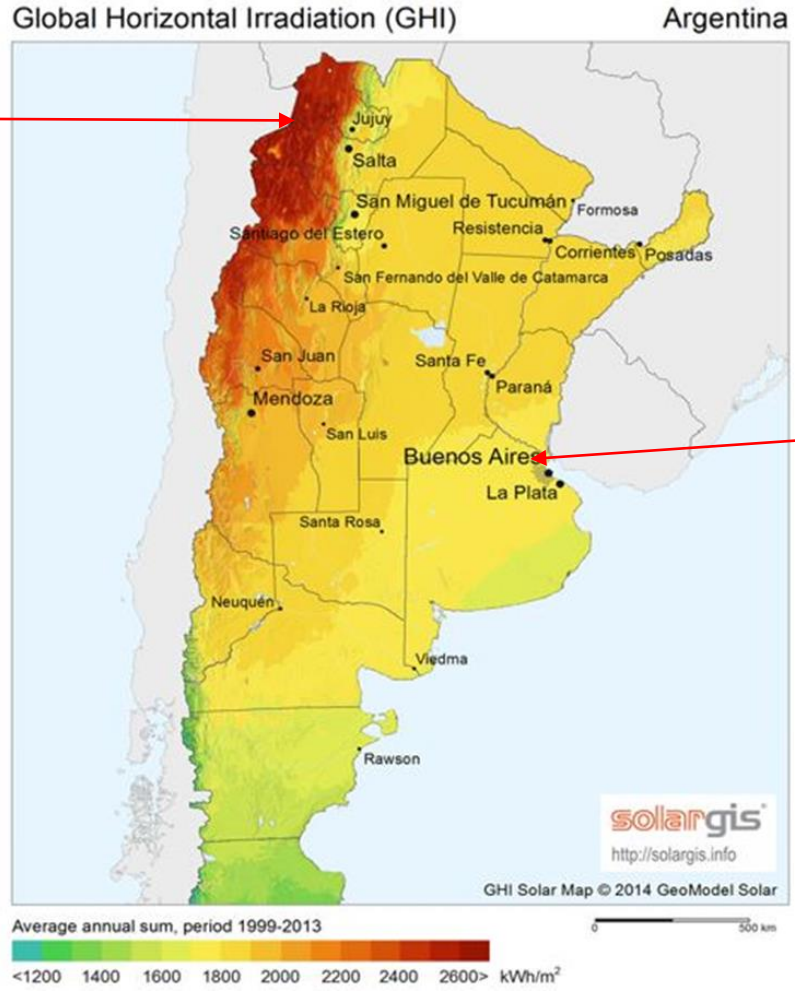 Global Horizontal Irradiation (GHI) Argentina
Jujuy
Salta
San Miguel de Tucumán
Formosa
Santiago del Estero
Resistencia
Corrientes
Posadas
San Fernando del Valle de Catamarca
La Rioja
San Juan
Santa Fe
Paraná
Mendoza
San Luis
Buenos Aires
La Plata
Santa Rosa
Neuquén
Viedma
Rawson
solargis
http://solargis.info
GHI Solar Map © 2014 GeoModel Solar
Average annual sum, period 1999-2013
0 500 km
<1200 1400 1600 1800 2000 2200 2400 2600> kWh/m²